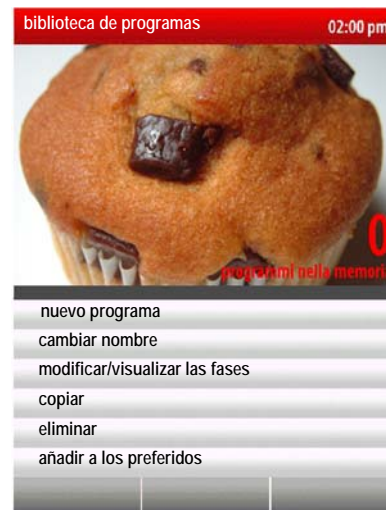 biblioteca de programas 02:00 pm
0
programmi nella memori
nuevo programa
cambiar nombre
modificar/visualizar las fases
copiar
eliminar
añadir a los preferidos